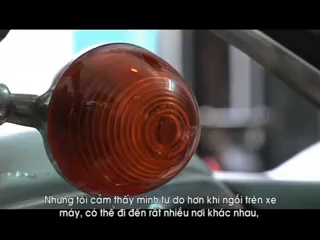 Nhưng tôi cảm thấy mình tự do hơn khi ngồi trên xe
máy, có thể đi đến rất nhiều nơi khác nhau,